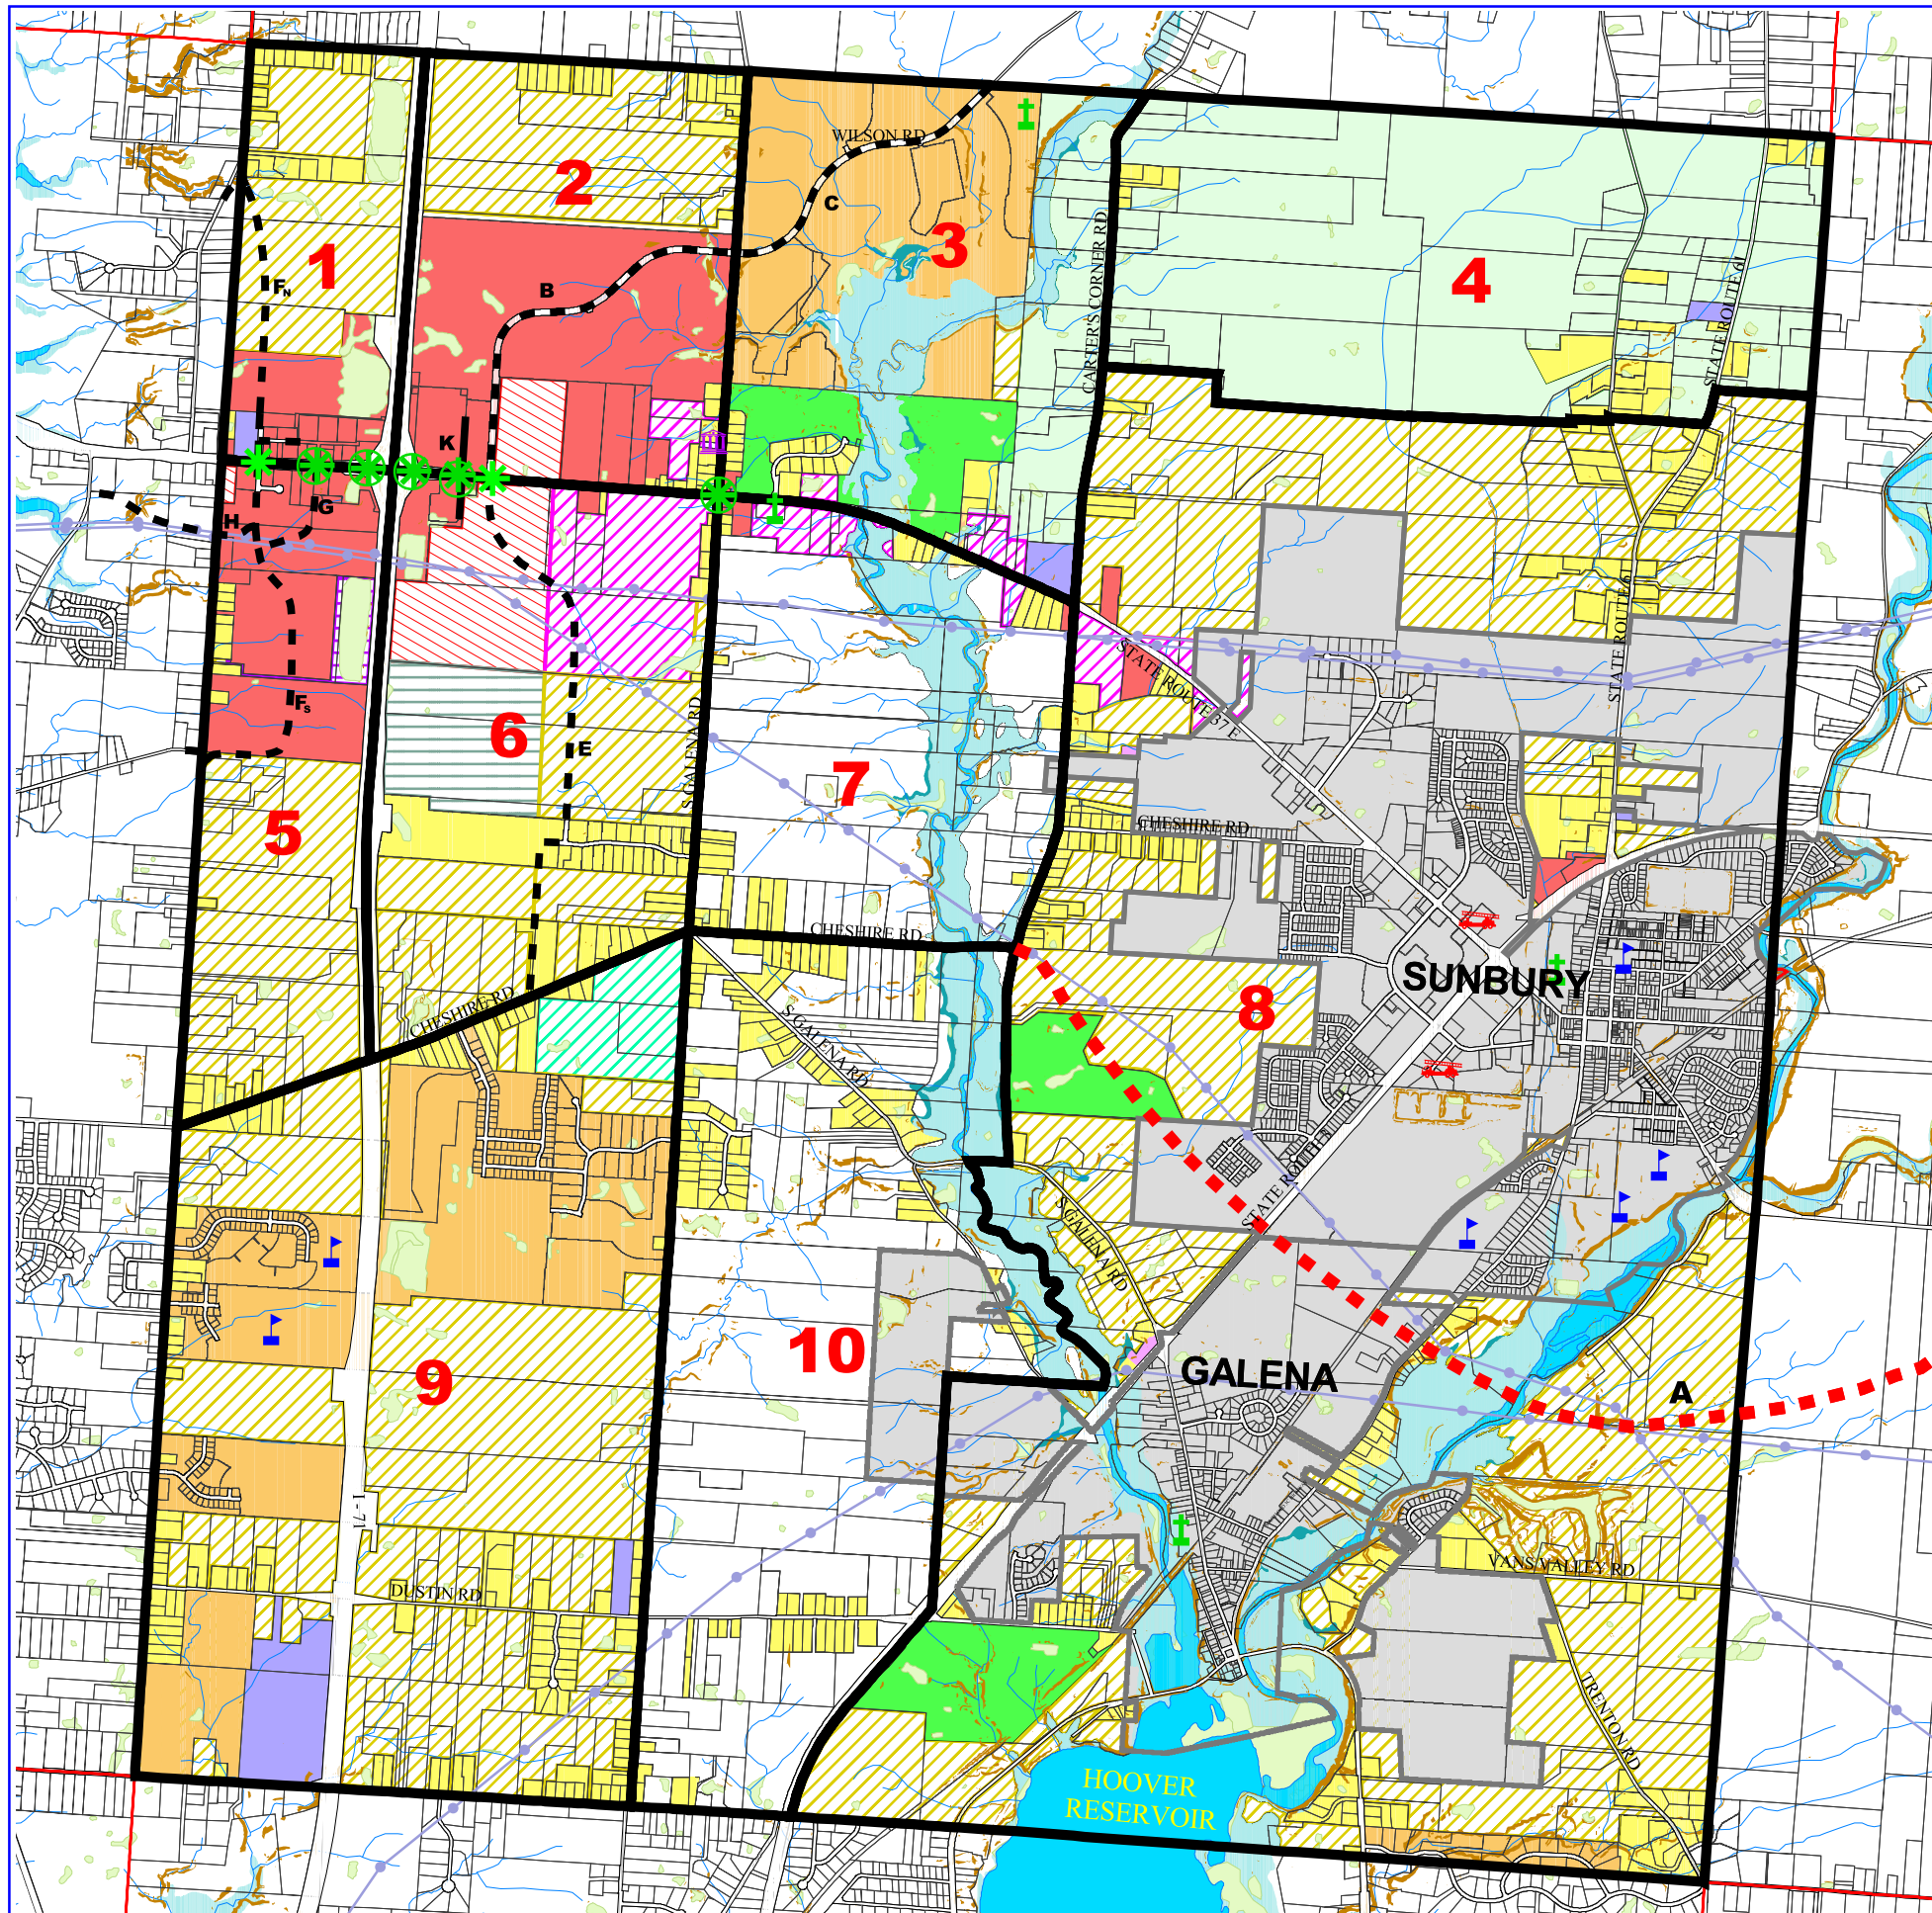 WILSON RD
2
C
3
CARTER'S CORNER RD
1
4
FN
B
STATE ROUTE 61
K
G
H
STATE ROUTE 6
STATE ROUTE 37 E
FS
6
E
S GALENA RD
7
5
CHESHIRE RD
CHESHIRE RD
SUNBURY
CHESHIRE RD
8
S GALENA RD
STATE ROUTE
S GALENA RD
10
GALENA
9
A
I-71
VANS VALLEY RD
DUSTIN RD
TRENTON RD
HOOVER
RESERVOIR